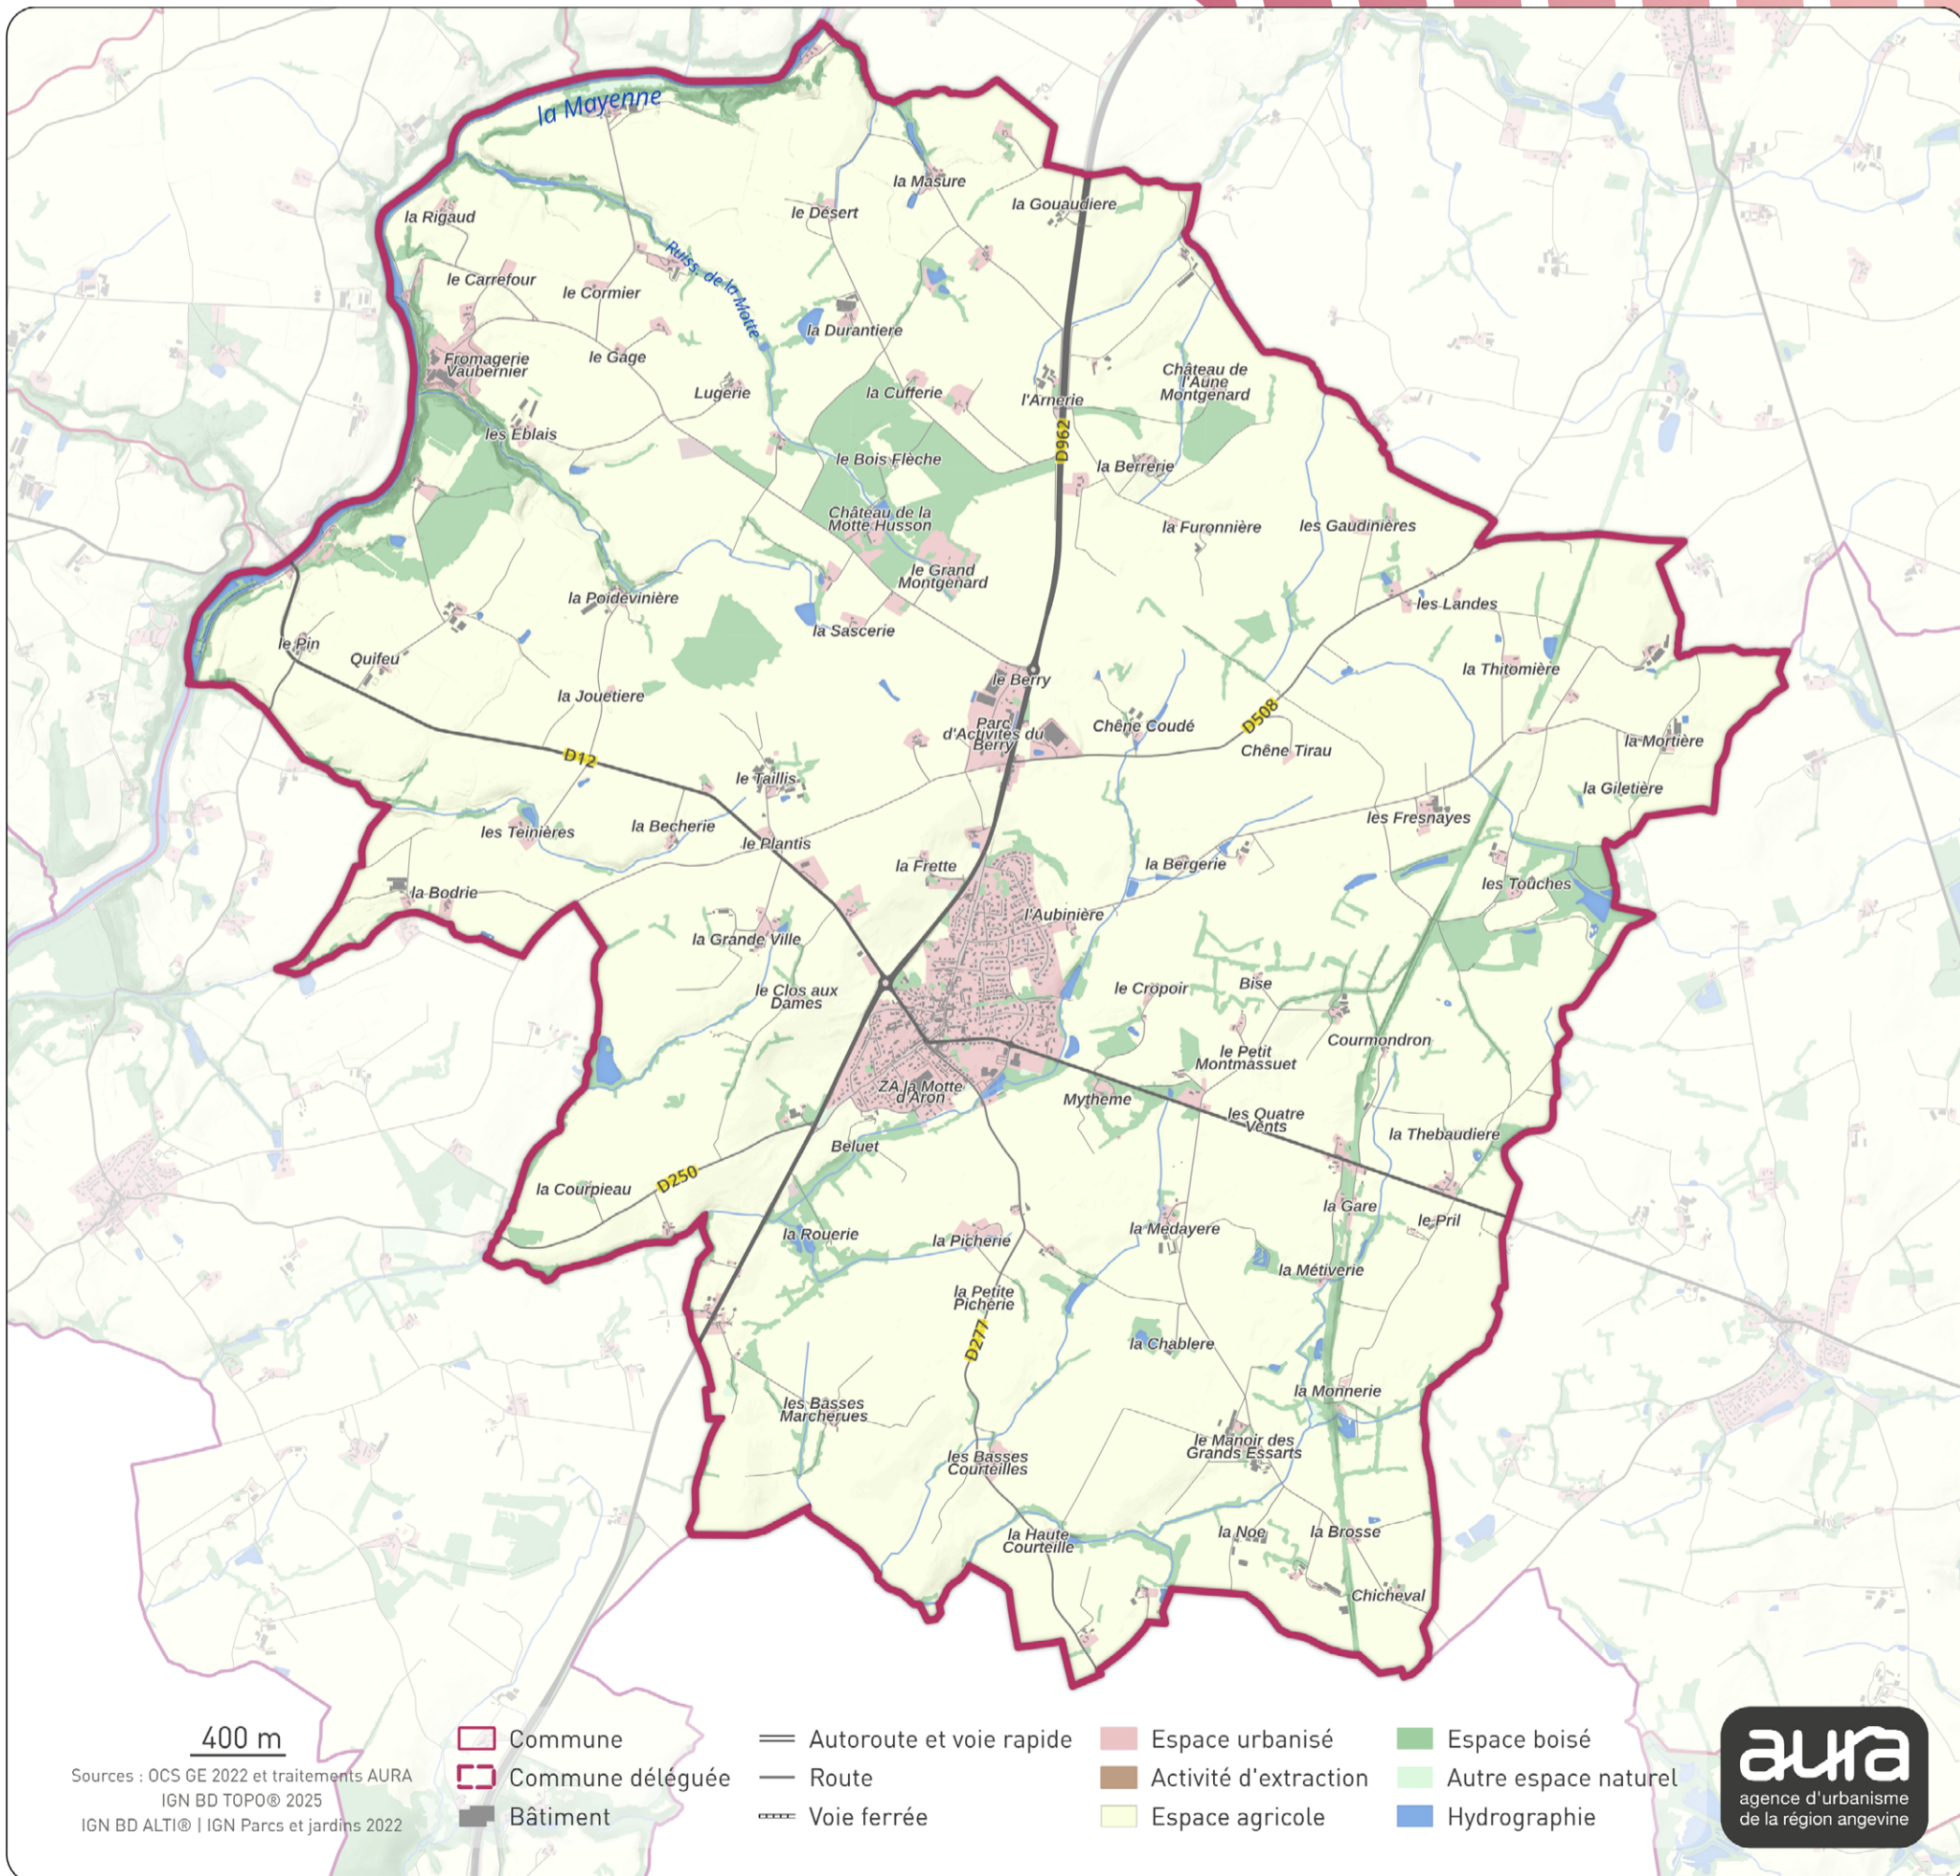 la Mayenne
la Masure
la Gouaudiere
le Désert
la Rigaud
Ruiss. de la Motte
le Carrefour
le Cormier
la Durantiere
Fromagerie
Vaubernier
le Gage
Château de
l'Aune
Montgenard
Lugerie
la Cufferie
l'Arnerie
les Eblais
D962
le Bois Flèche
la Berrerie
Château de la
Motte Husson
la Furonnière
les Gaudinières
le Grand
Montgenard
la Poidevinière
les Landes
la Sascerie
le Pin
Quifeu
la Thitomière
le Berry
la Jouetiere
D508
Parc
d'Activités du
Berry
Chêne Coudé
la Mortière
Chêne Tirau
D12
le Taillis
la Giletière
les Teinières
la Becherie
le Plantis
les Fresnayes
la Frette
la Bergerie
les Touches
la Bodrie
l'Aubinière
la Grande Ville
le Clos aux
Dames
le Cropoir
Bise
Courmondron
le Petit
Montmassuet
ZA la Motte
d'Aron
Mytheme
les Quatre
Vents
la Thebaudiere
Beluet
D250
la Courpieau
la Gare
le Pril
la Rouerie
la Picherie
la Medayere
la Métiverie
la Petite
Picherie
D277
la Chablere
la Monnerie
les Basses
Marcherues
le Manoir des
Grands Essarts
les Basses
Courteilles
la Haute
Courteille
la Noe
la Brosse
Chicheval
400 m
Sources : OCS GE 2022 et traitements AURA
IGN BD TOPO® 2025
IGN BD ALTI® | IGN Parcs et jardins 2022
Commune
Commune déléguée
Bâtiment
Autoroute et voie rapide
Route
Voie ferrée
Espace urbanisé
Activité d'extraction
Espace agricole
Espace boisé
Autre espace naturel
Hydrographie
aura
agence d'urbanisme
de la région angevine